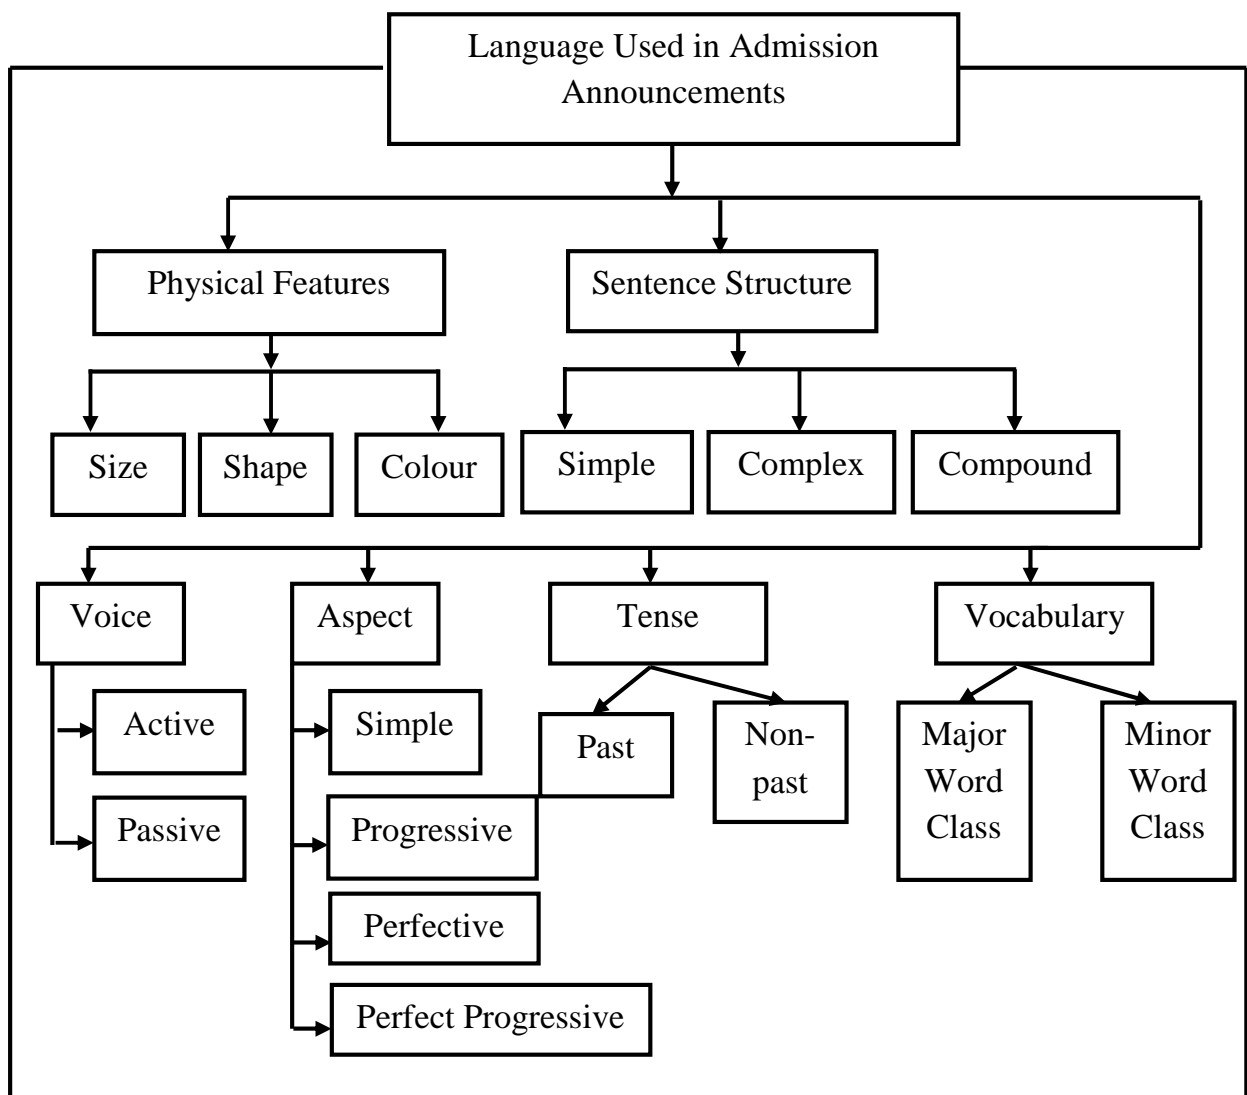 Language Used in Admission
Announcements
Physical Features
Sentence Structure
Size
Shape
Colour
Simple
Complex
Compound
Voice
Aspect
Tense
Vocabulary
Active
Passive
Simple
Progressive
Perfective
Perfect Progressive
Past
Non-
past
Major
Word
Class
Minor
Word
Class